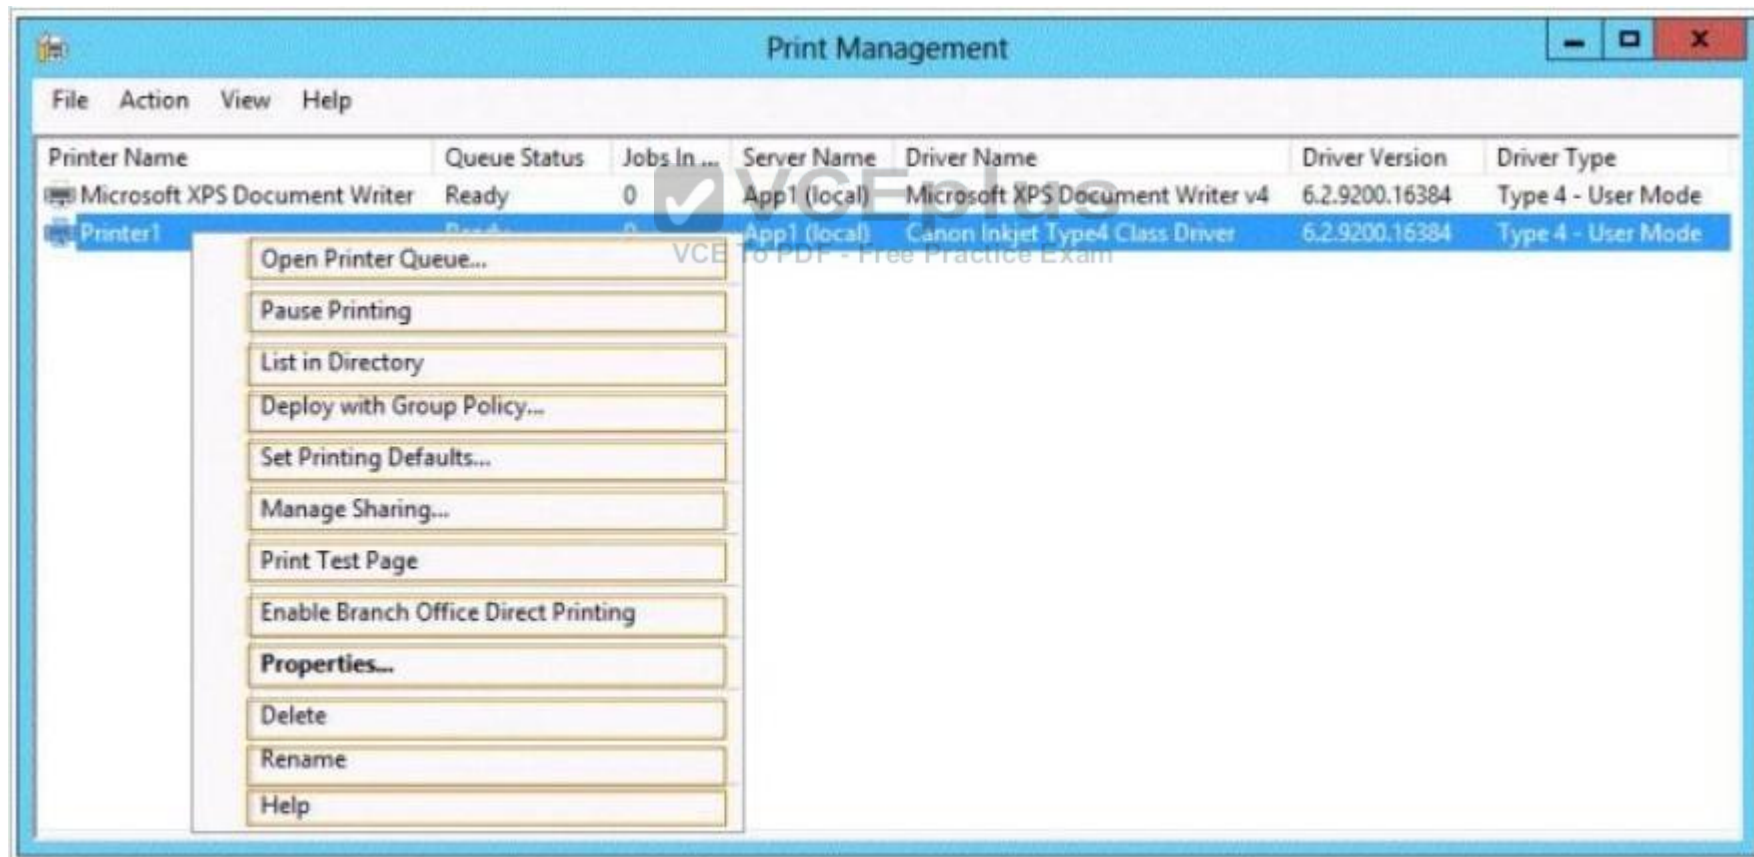 Print Management
File Action View Help
Printer Name Queue Status Jobs In ... Server Name Driver Name Driver Version Driver Type
Microsoft XPS Document Writer Ready 0 App1 (local) Microsoft XPS Document Writer v4 6.2.9200.16384 Type 4 - User Mode
Printer1 Ready 0 App1 (local) Canon Inkjet Type4 Class Driver 6.2.9200.16384 Type 4 - User Mode
VCEplus
VCE To PDF - Free Practice Exam
Open Printer Queue...
Pause Printing
List in Directory
Deploy with Group Policy...
Set Printing Defaults...
Manage Sharing...
Print Test Page
Enable Branch Office Direct Printing
Properties...
Delete
Rename
Help